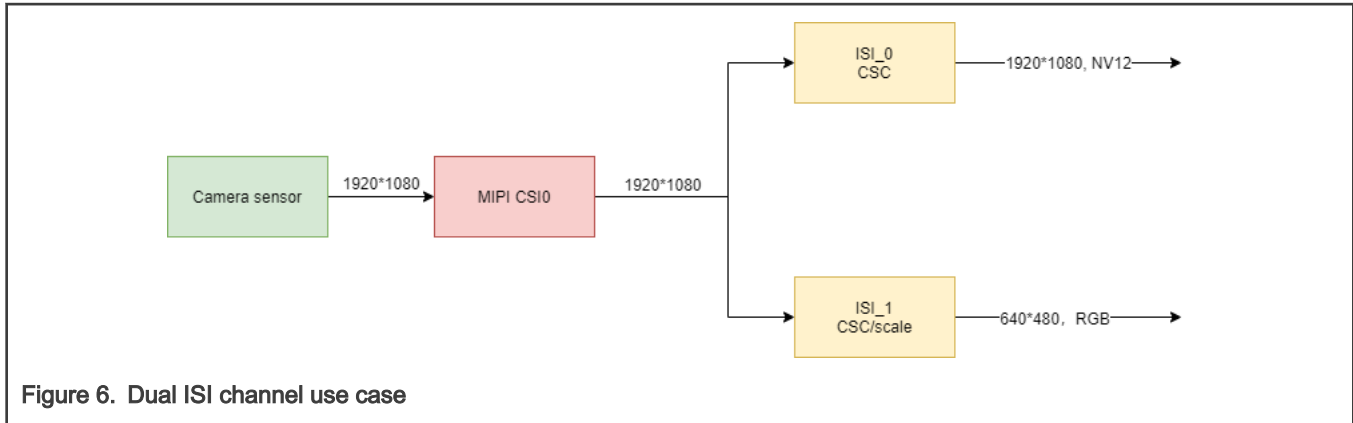 ISI_0
CSC
1920*1080, NV12
1920*1080
1920*1080
Camera sensor
MIPI CSI0
ISI_1
CSC/scale
640*480，RGB
Figure 6. Dual ISI channel use case